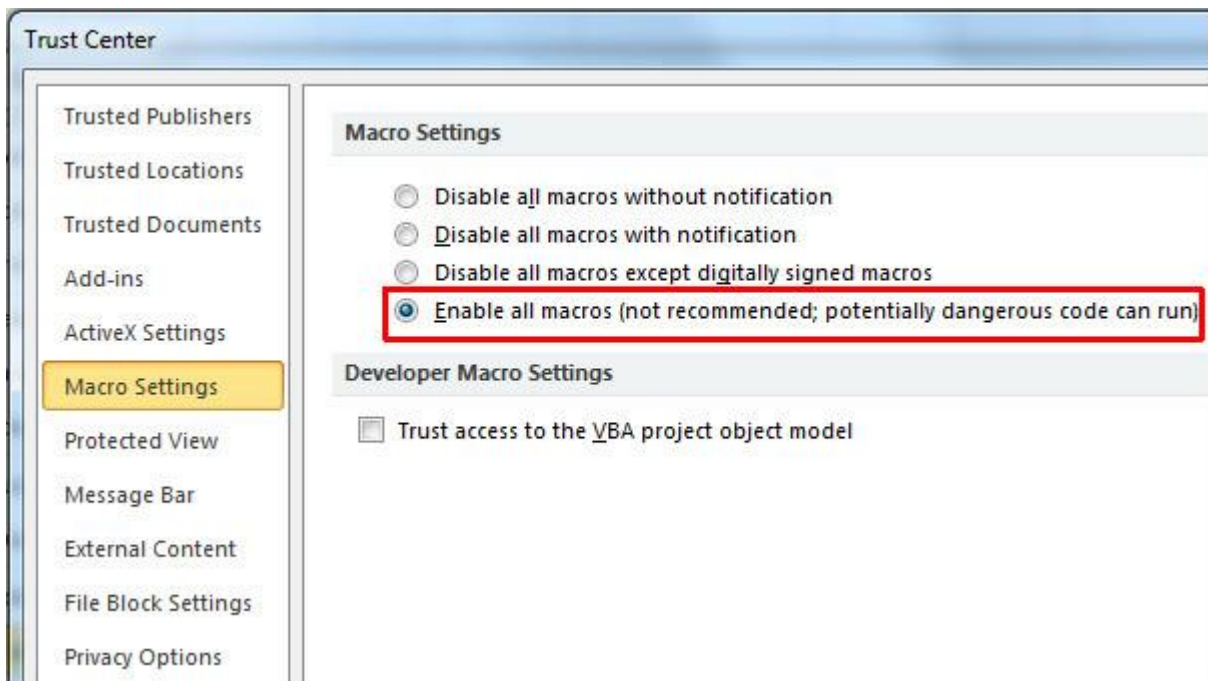 Trust Center
Trusted Publishers
Trusted Locations
Trusted Documents
Add-ins
ActiveX Settings
Macro Settings
Protected View
Message Bar
External Content
File Block Settings
Privacy Options
Macro Settings
Disable all macros without notification
Disable all macros with notification
Disable all macros except digitally signed macros
Enable all macros (not recommended; potentially dangerous code can run)
Developer Macro Settings
Trust access to the VBA project object model